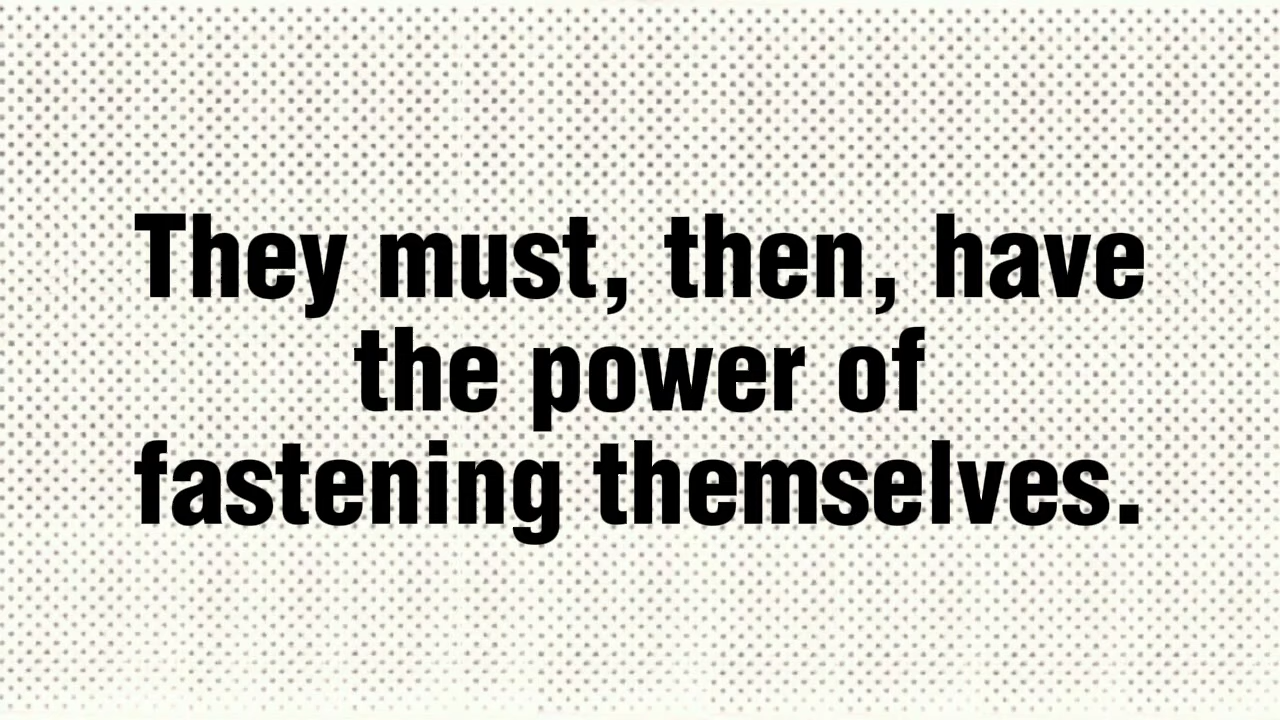 They must, then, have
the power of
fastening themselves.